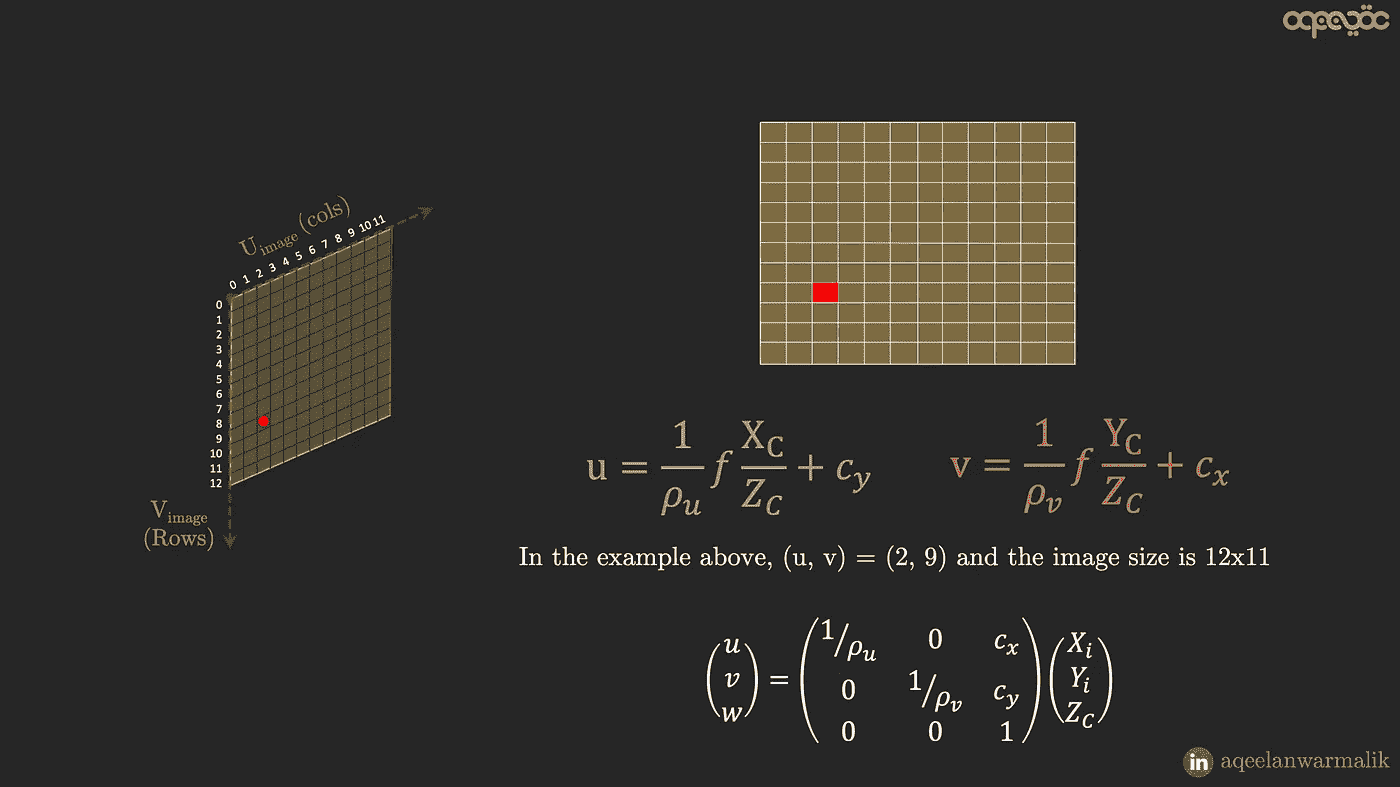 عقيل aqeel
U_image (cols)
0 1 2 3 4 5 6 7 8 9 10 11
0
1
2
3
4
5
6
7
8
9
10
11
12
V_image
(Rows)
u = 1/ρ_u f X_C/Z_C + c_y
v = 1/ρ_v f Y_C/Z_C + c_x
In the example above, (u, v) = (2, 9) and the image size is 12x11
(u v w) = (1/ρ_u 0 c_x
0 1/ρ_v c_y
0 0 1) (X_i Y_i Z_C)
in aqeelanwarmalik